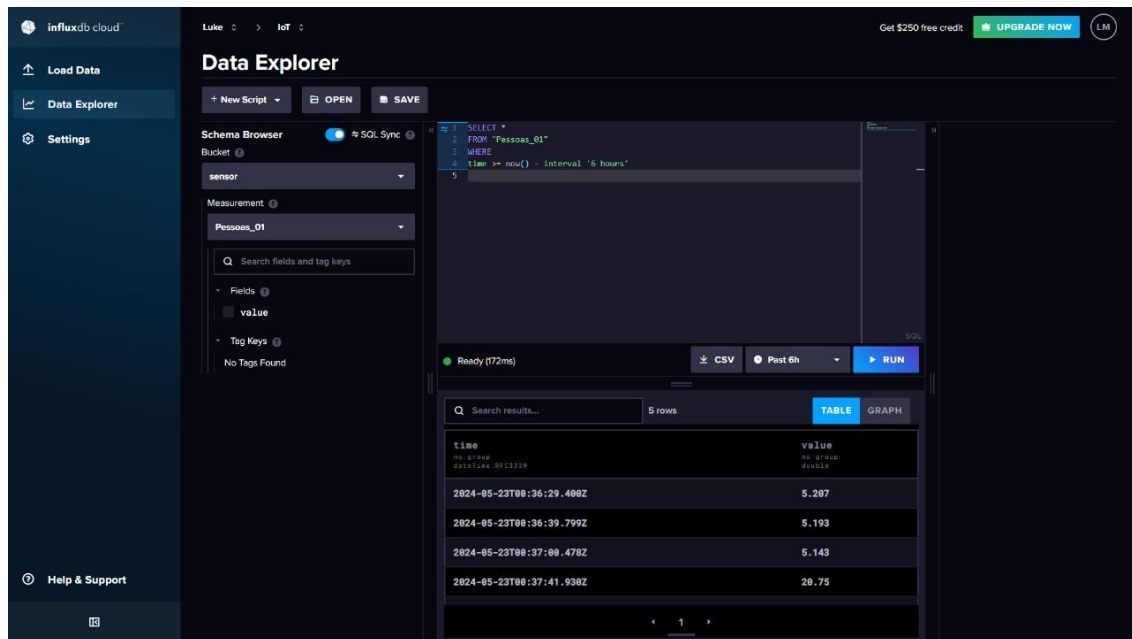 influxdb cloud™
Luke > IoT
Get $250 free credit
UPGRADE NOW
LM
Load Data
Data Explorer
Settings
Help & Support
Data Explorer
+ New Script
OPEN
SAVE
Schema Browser
SQL Sync
Bucket
sensor
Measurement
Pessoas_01
Search fields and tag keys
Fields
value
Tag Keys
No Tags Found
1 SELECT *
2 FROM "Pessoas_01"
3 WHERE
4 time >= now() - interval '6 hours'
5
SQL
Ready (172ms)
CSV
Past 6h
RUN
Search results...
5 rows
TABLE
GRAPH
time value
no group no group
dateTime:RFC3339 double
2024-05-23T00:36:29.400Z 5.207
2024-05-23T00:36:39.799Z 5.193
2024-05-23T00:37:00.478Z 5.143
2024-05-23T00:37:41.930Z 20.75
1